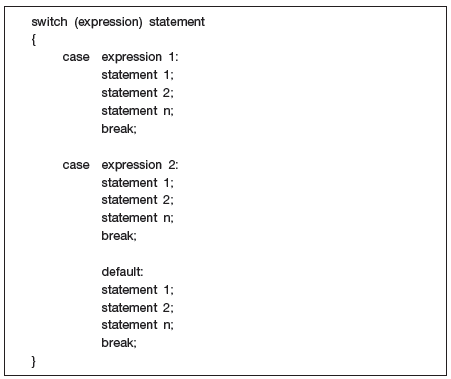 switch (expression) statement
{
case expression 1:
statement 1;
statement 2;
statement n;
break;
case expression 2:
statement 1;
statement 2;
statement n;
break;
default:
statement 1;
statement 2;
statement n;
break;
}